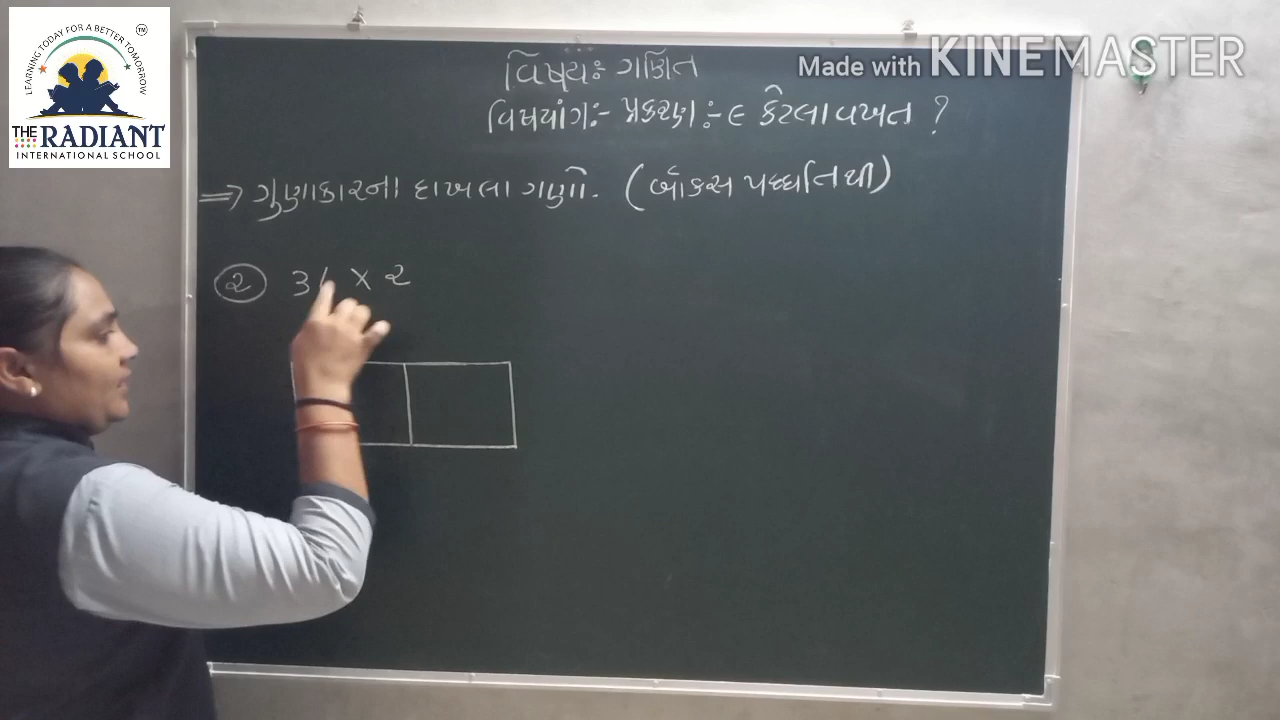 LEARNING TODAY FOR A BETTER TOMORROW
TM
THE RADIANT
INTERNATIONAL SCHOOL
Made with KINEMASTER
વિષય:- ગણિત
વિષયાંગ:- પ્રકરણ :- ૯ કેટલા વખત ?
⇒ ગુણાકારના દાખલા ગણો. (બૉક્સ પધ્ધતિથી)
૨ × ૨